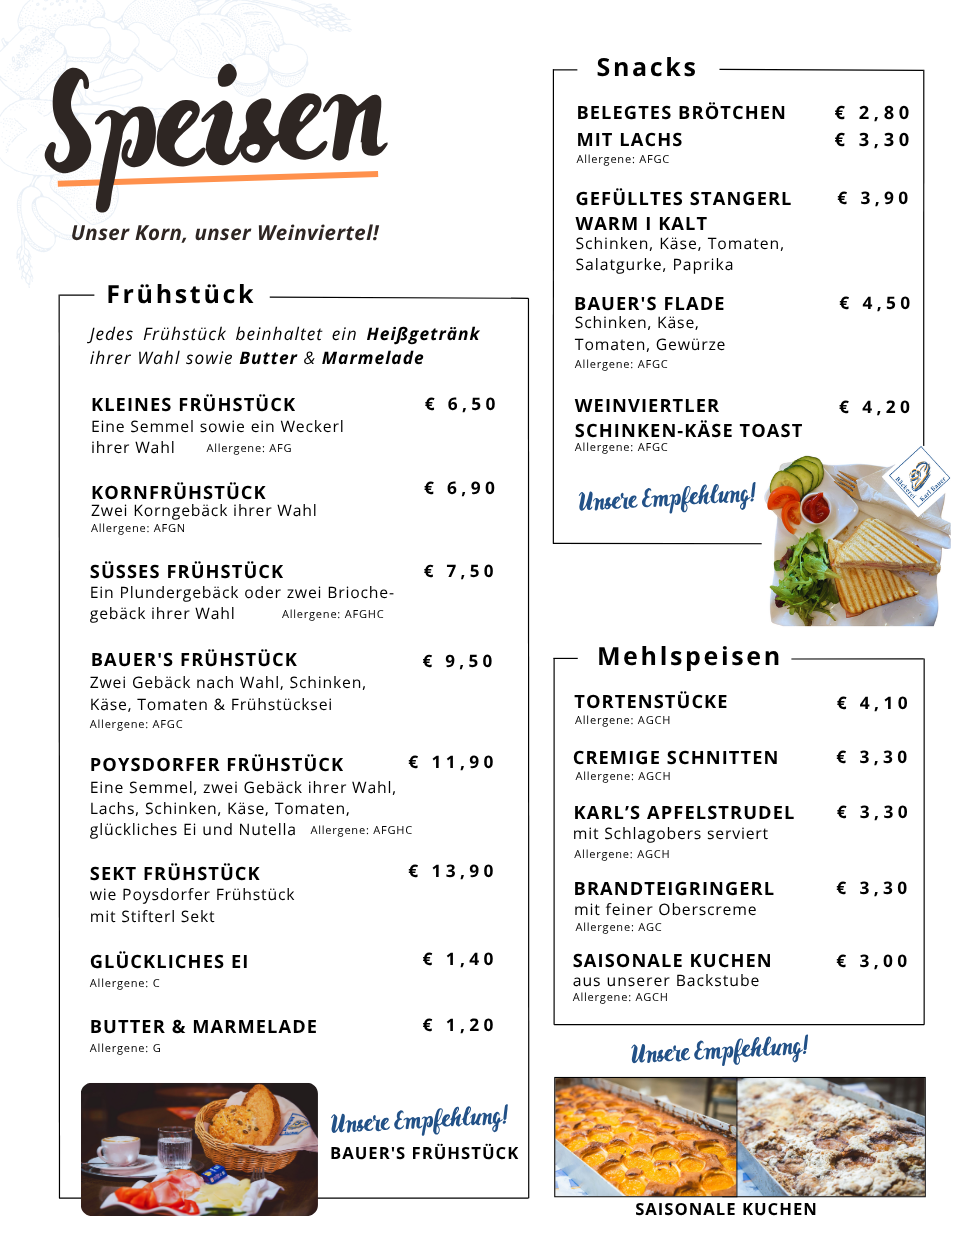 Speisen
Unser Korn, unser Weinviertel!
Frühstück
Jedes Frühstück beinhaltet ein Heißgetränk
ihrer Wahl sowie Butter & Marmelade
KLEINES FRÜHSTÜCK € 6,50
Eine Semmel sowie ein Weckerl
ihrer Wahl Allergene: AFG
KORNFRÜHSTÜCK € 6,90
Zwei Korngebäck ihrer Wahl
Allergene: AFGN
SÜSSES FRÜHSTÜCK € 7,50
Ein Plundergebäck oder zwei Brioche-
gebäck ihrer Wahl Allergene: AFGHC
BAUER'S FRÜHSTÜCK € 9,50
Zwei Gebäck nach Wahl, Schinken,
Käse, Tomaten & Frühstücksei
Allergene: AFGC
POYSDORFER FRÜHSTÜCK € 11,90
Eine Semmel, zwei Gebäck ihrer Wahl,
Lachs, Schinken, Käse, Tomaten,
glückliches Ei und Nutella Allergene: AFGHC
SEKT FRÜHSTÜCK € 13,90
wie Poysdorfer Frühstück
mit Stifterl Sekt
GLÜCKLICHES EI € 1,40
Allergene: C
BUTTER & MARMELADE € 1,20
Allergene: G
Unsere Empfehlung!
BAUER'S FRÜHSTÜCK
Snacks
BELEGTES BRÖTCHEN € 2,80
MIT LACHS € 3,30
Allergene: AFGC
GEFÜLLTES STANGERL € 3,90
WARM I KALT
Schinken, Käse, Tomaten,
Salatgurke, Paprika
BAUER'S FLADE € 4,50
Schinken, Käse,
Tomaten, Gewürze
Allergene: AFGC
WEINVIERTLER € 4,20
SCHINKEN-KÄSE TOAST
Allergene: AFGC
Unsere Empfehlung!
Bäckerei
Karl Bauer
Mehlspeisen
TORTENSTÜCKE € 4,10
Allergene: AGCH
CREMIGE SCHNITTEN € 3,30
Allergene: AGCH
KARL’S APFELSTRUDEL € 3,30
mit Schlagobers serviert
Allergene: AGCH
BRANDTEIGRINGERL € 3,30
mit feiner Oberscreme
Allergene: AGC
SAISONALE KUCHEN € 3,00
aus unserer Backstube
Allergene: AGCH
Unsere Empfehlung!
SAISONALE KUCHEN